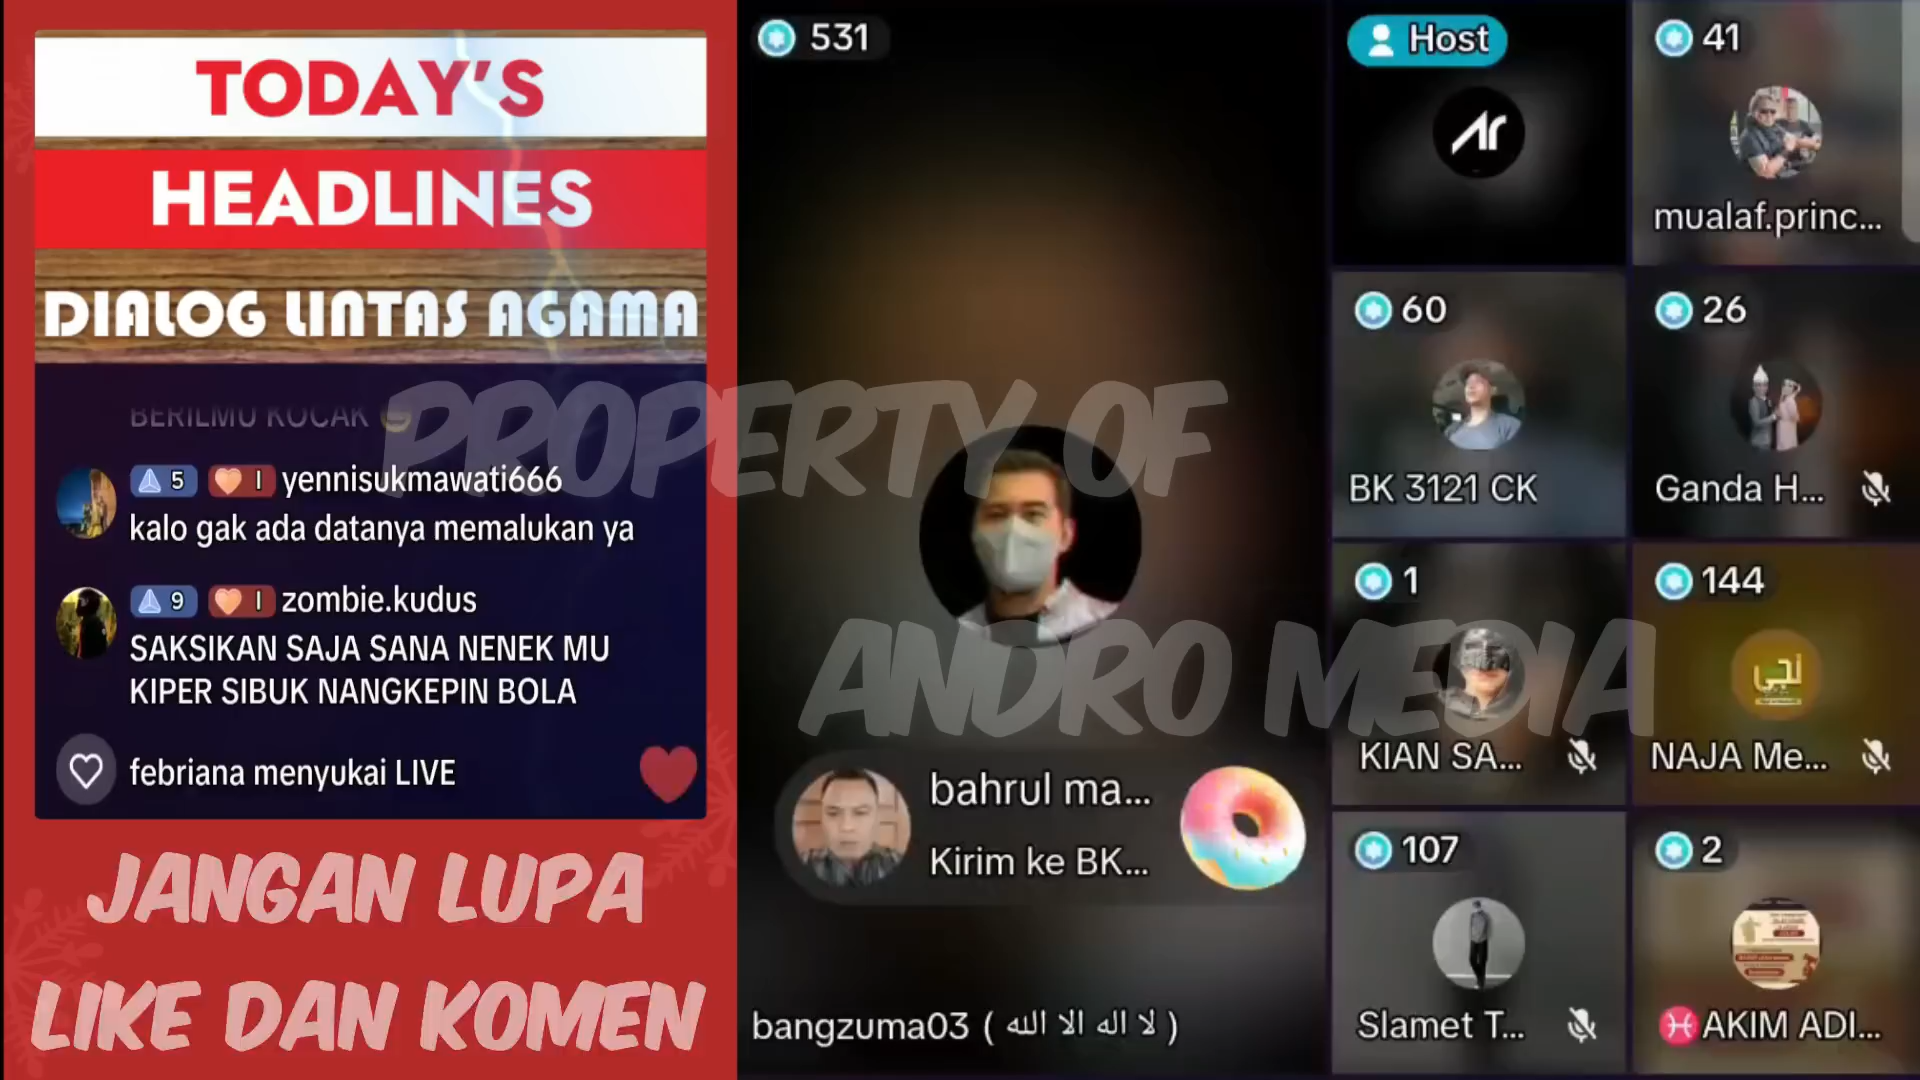 TODAY'S
HEADLINES
DIALOG LINTAS AGAMA
BERILMU KOCAK
5 I yennisukmawati666
kalo gak ada datanya memalukan ya
9 I zombie.kudus
SAKSIKAN SAJA SANA NENEK MU
KIPER SIBUK NANGKEPIN BOLA
febriana menyukai LIVE
JANGAN LUPA
LIKE DAN KOMEN
PROPERTY OF
ANDRO MEDIA
531
bahrul ma...
Kirim ke BK...
bangzuma03 ( لا اله الا الله )
Host
Ar
41
mualaf.princ...
60
BK 3121 CK
26
Ganda H...
1
KIAN SA...
144
نجى
NAJA Me...
107
Slamet T...
2
AKIM ADI...